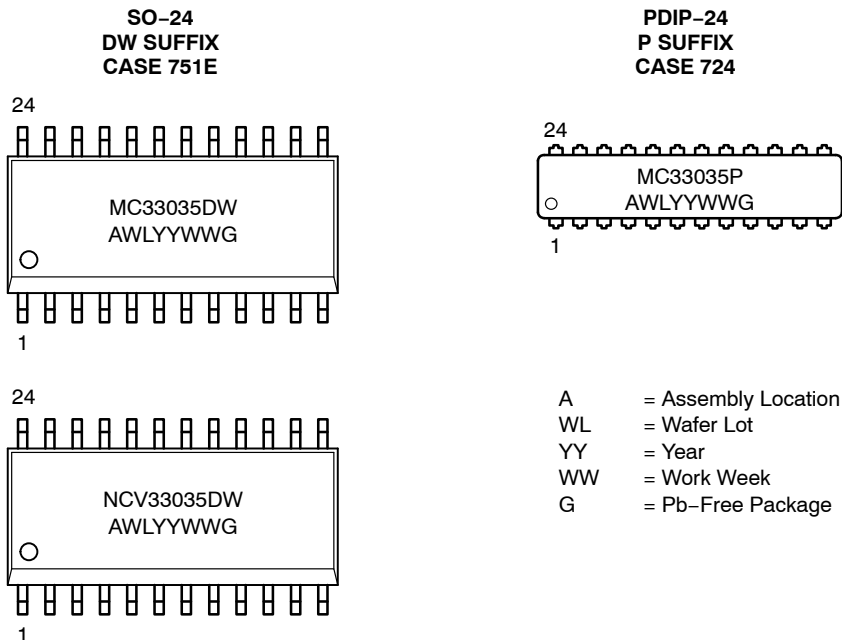 SO−24
DW SUFFIX
CASE 751E
24
MC33035DW
AWLYYWWG
1
24
NCV33035DW
AWLYYWWG
1
PDIP−24
P SUFFIX
CASE 724
24
MC33035P
AWLYYWWG
1
A = Assembly Location
WL = Wafer Lot
YY = Year
WW = Work Week
G = Pb−Free Package